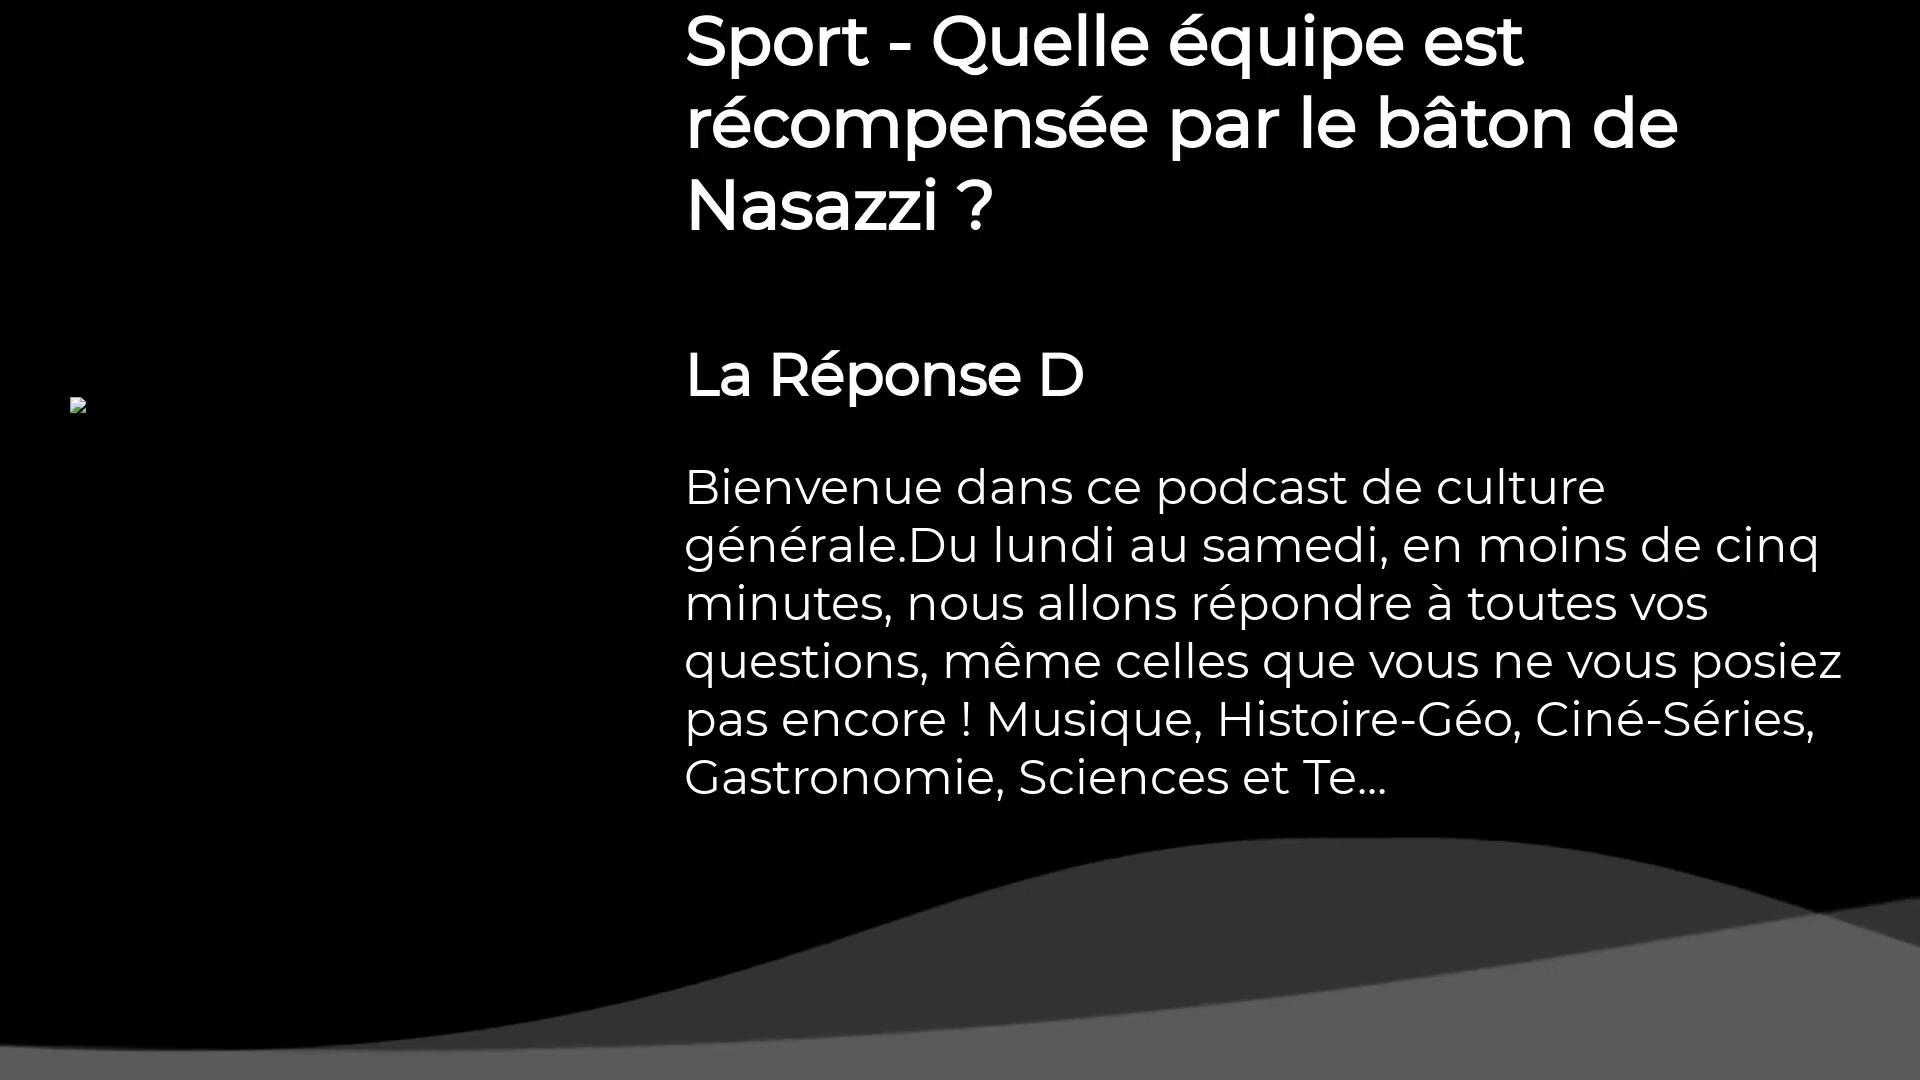 Sport - Quelle équipe est
récompensée par le bâton de
Nasazzi ?
La Réponse D
Bienvenue dans ce podcast de culture
générale.Du lundi au samedi, en moins de cinq
minutes, nous allons répondre à toutes vos
questions, même celles que vous ne vous posiez
pas encore ! Musique, Histoire-Géo, Ciné-Séries,
Gastronomie, Sciences et Te...